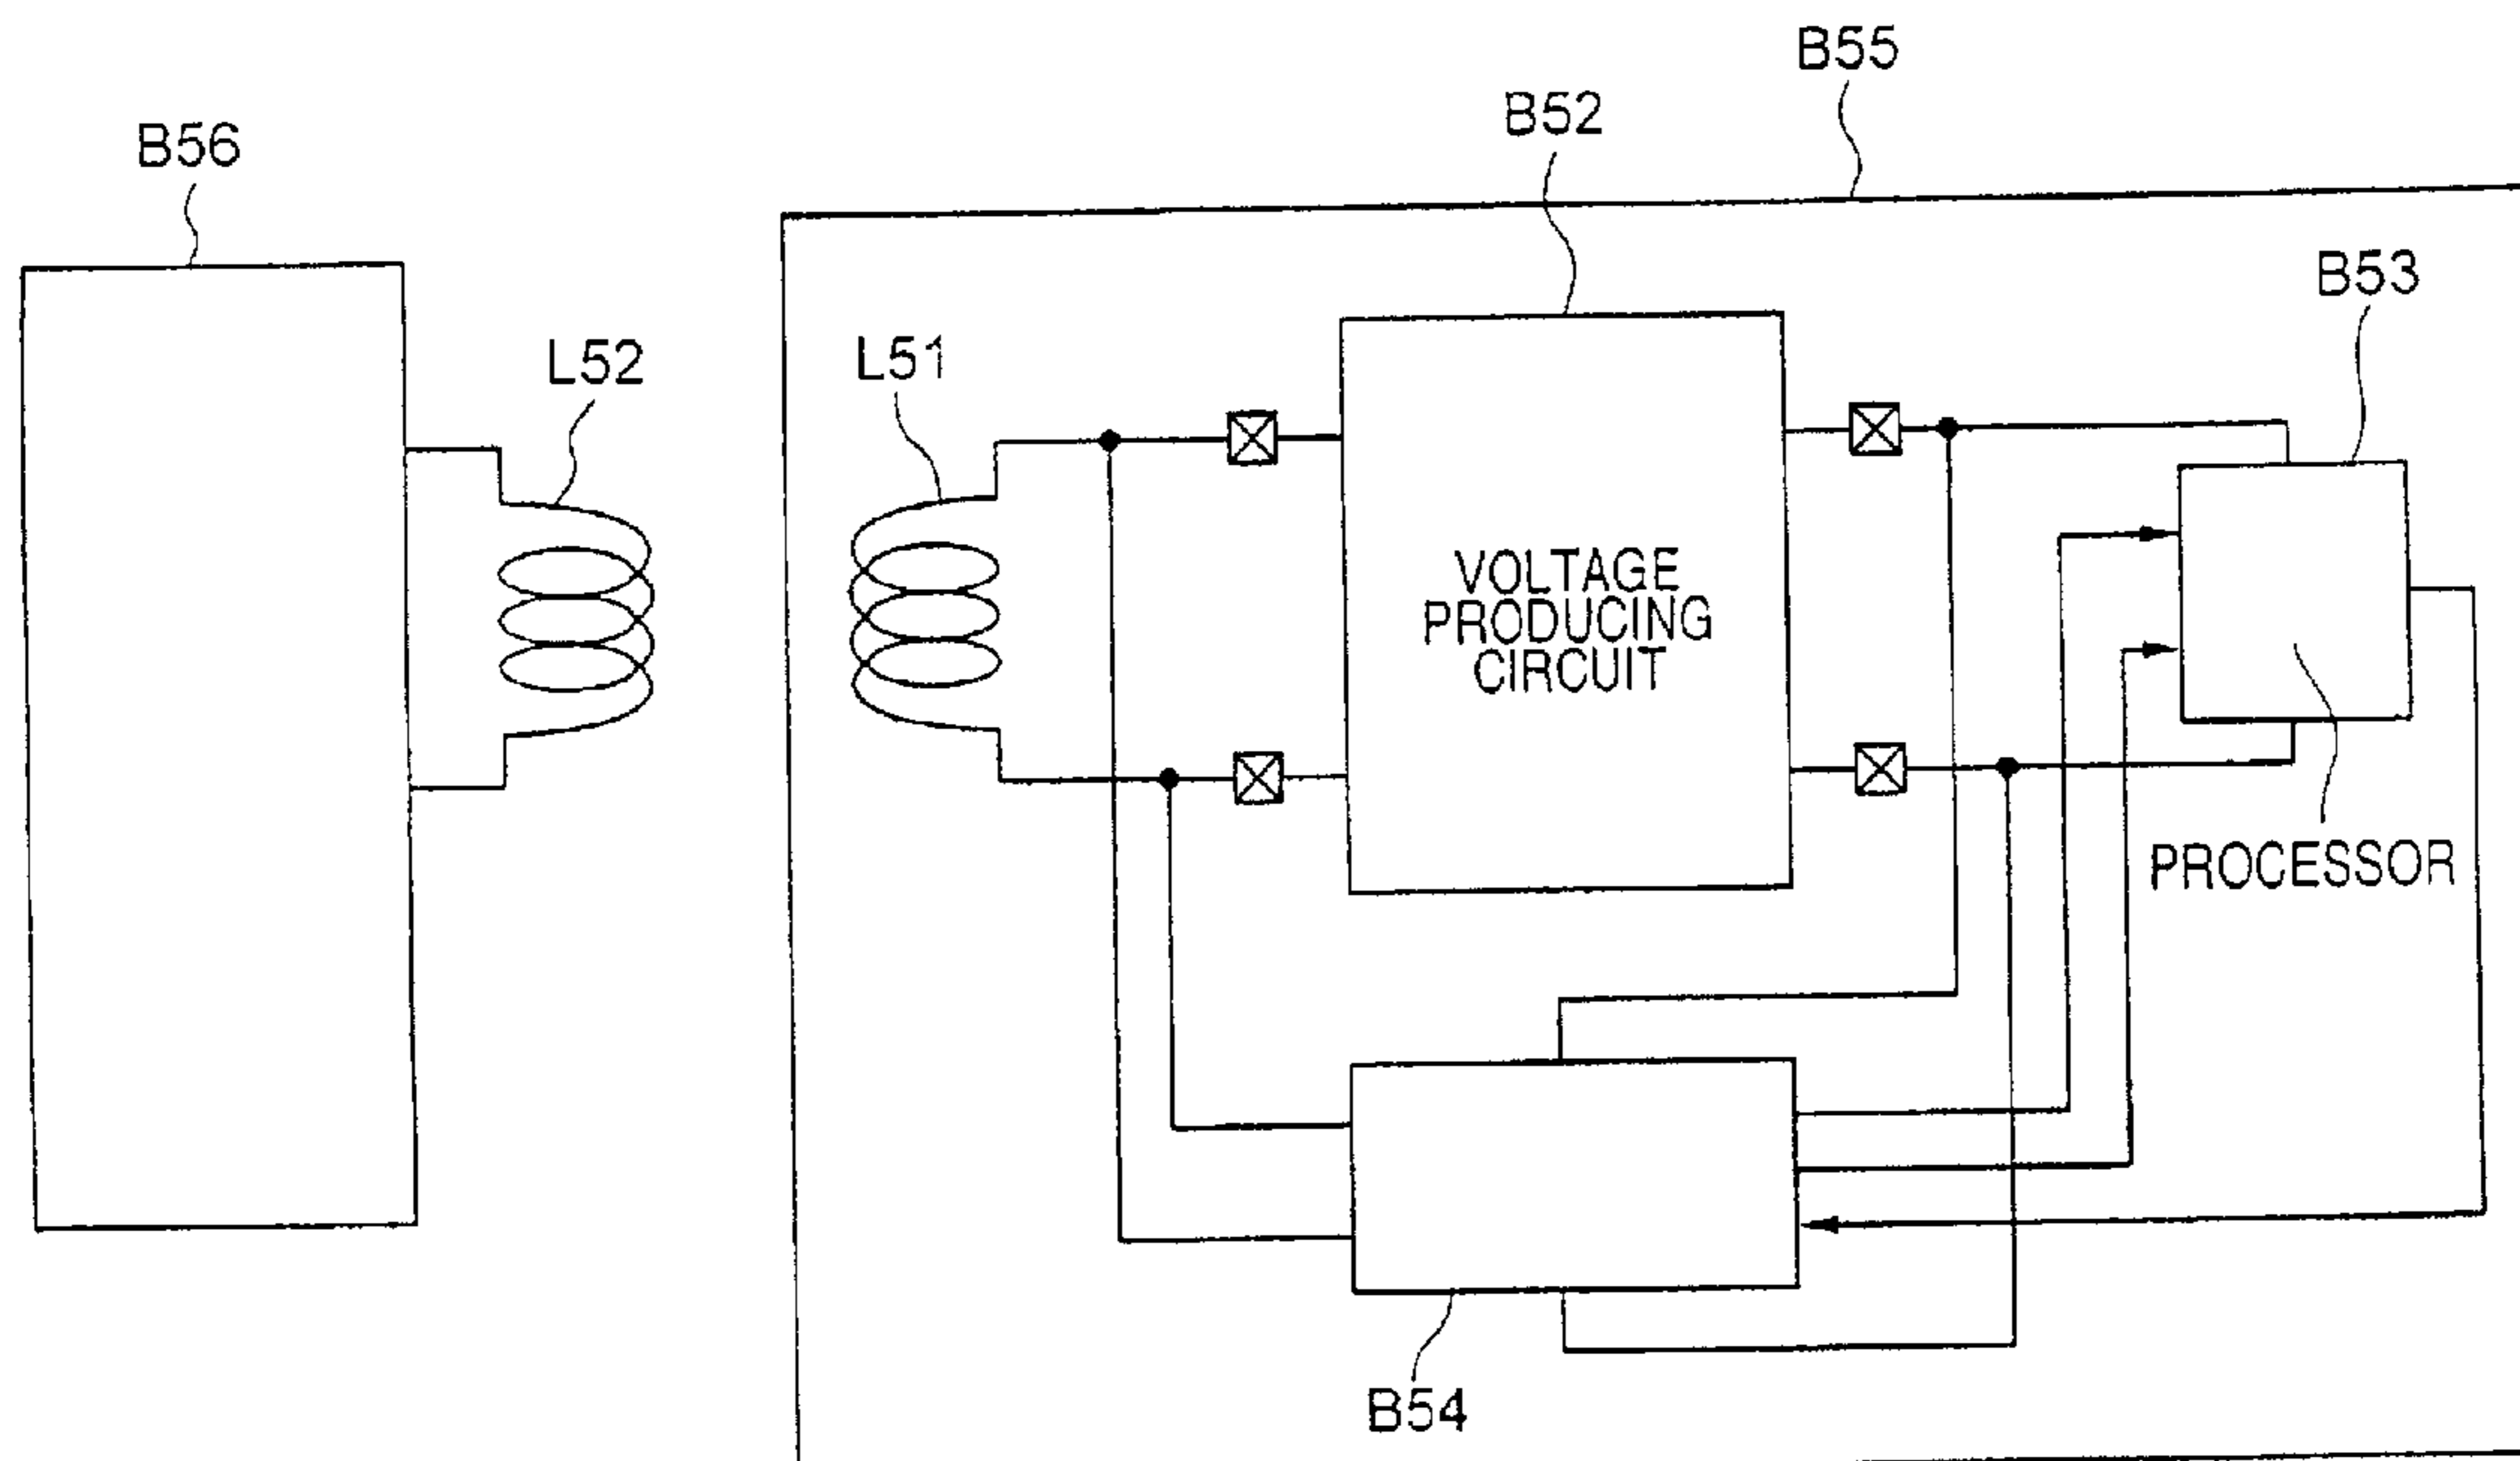 B55
B52
B56
B53
L52
L51
VOLTAGE
PRODUCING
CIRCUIT
PROCESSOR
B54